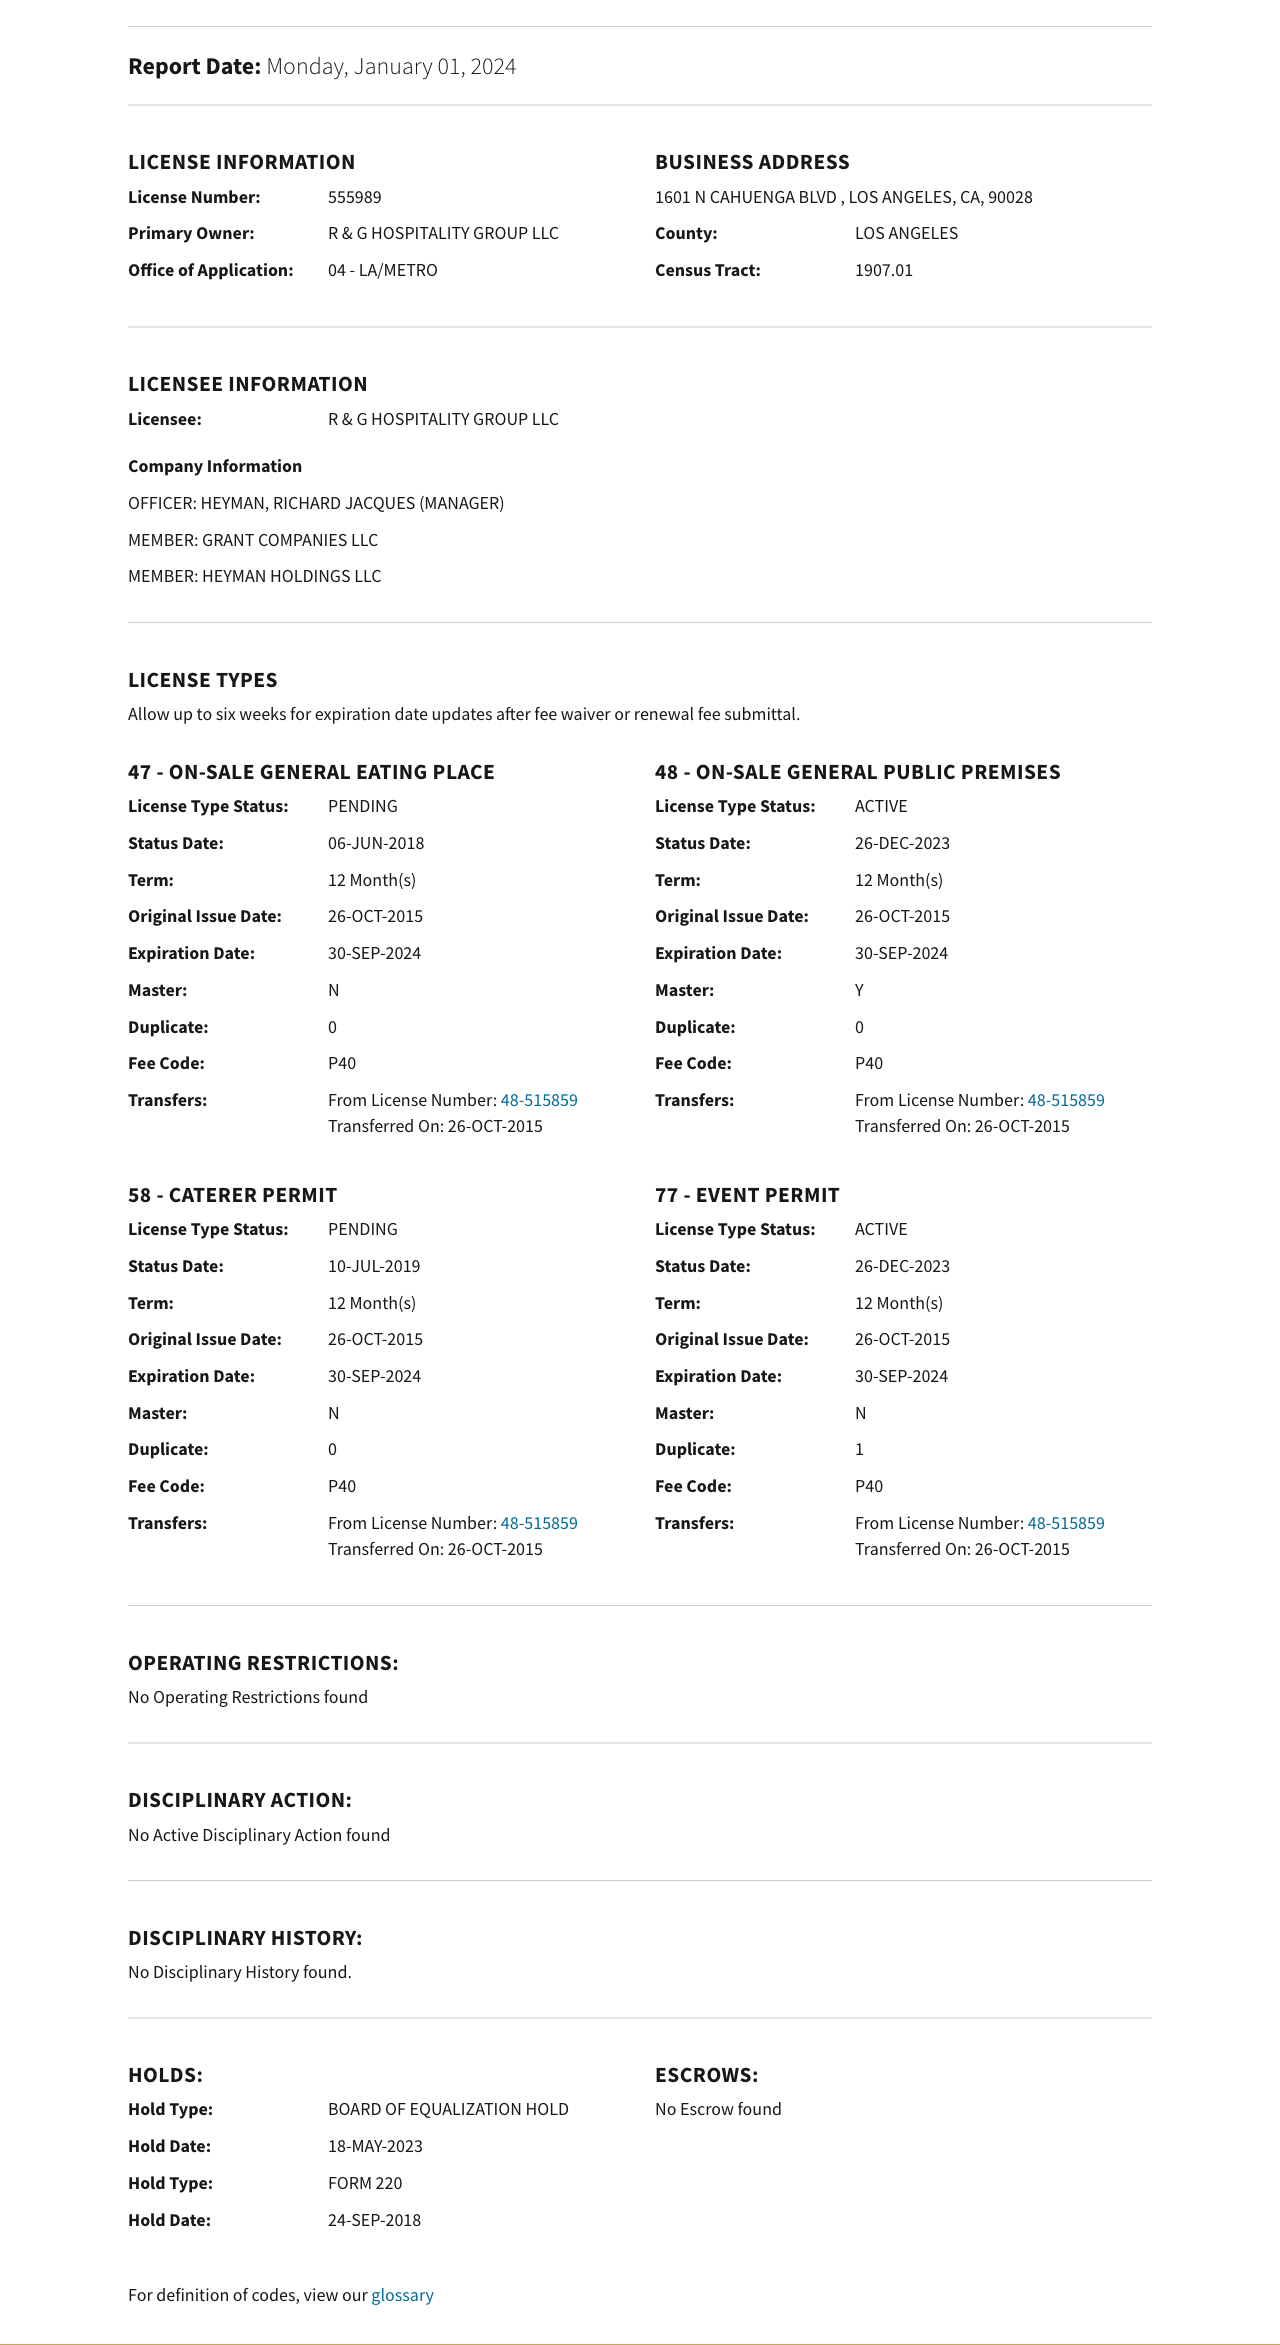 Report Date: Monday, January 01, 2024
LICENSE INFORMATION
License Number: 555989
Primary Owner: R & G HOSPITALITY GROUP LLC
Office of Application: 04 - LA/METRO
BUSINESS ADDRESS
1601 N CAHUENGA BLVD , LOS ANGELES, CA, 90028
County: LOS ANGELES
Census Tract: 1907.01
LICENSEE INFORMATION
Licensee: R & G HOSPITALITY GROUP LLC
Company Information
OFFICER: HEYMAN, RICHARD JACQUES (MANAGER)
MEMBER: GRANT COMPANIES LLC
MEMBER: HEYMAN HOLDINGS LLC
LICENSE TYPES
Allow up to six weeks for expiration date updates after fee waiver or renewal fee submittal.
47 - ON-SALE GENERAL EATING PLACE
License Type Status: PENDING
Status Date: 06-JUN-2018
Term: 12 Month(s)
Original Issue Date: 26-OCT-2015
Expiration Date: 30-SEP-2024
Master: N
Duplicate: 0
Fee Code: P40
Transfers: From License Number: 48-515859
Transferred On: 26-OCT-2015
48 - ON-SALE GENERAL PUBLIC PREMISES
License Type Status: ACTIVE
Status Date: 26-DEC-2023
Term: 12 Month(s)
Original Issue Date: 26-OCT-2015
Expiration Date: 30-SEP-2024
Master: Y
Duplicate: 0
Fee Code: P40
Transfers: From License Number: 48-515859
Transferred On: 26-OCT-2015
58 - CATERER PERMIT
License Type Status: PENDING
Status Date: 10-JUL-2019
Term: 12 Month(s)
Original Issue Date: 26-OCT-2015
Expiration Date: 30-SEP-2024
Master: N
Duplicate: 0
Fee Code: P40
Transfers: From License Number: 48-515859
Transferred On: 26-OCT-2015
77 - EVENT PERMIT
License Type Status: ACTIVE
Status Date: 26-DEC-2023
Term: 12 Month(s)
Original Issue Date: 26-OCT-2015
Expiration Date: 30-SEP-2024
Master: N
Duplicate: 1
Fee Code: P40
Transfers: From License Number: 48-515859
Transferred On: 26-OCT-2015
OPERATING RESTRICTIONS:
No Operating Restrictions found
DISCIPLINARY ACTION:
No Active Disciplinary Action found
DISCIPLINARY HISTORY:
No Disciplinary History found.
HOLDS:
Hold Type: BOARD OF EQUALIZATION HOLD
Hold Date: 18-MAY-2023
Hold Type: FORM 220
Hold Date: 24-SEP-2018
ESCROWS:
No Escrow found
For definition of codes, view our glossary